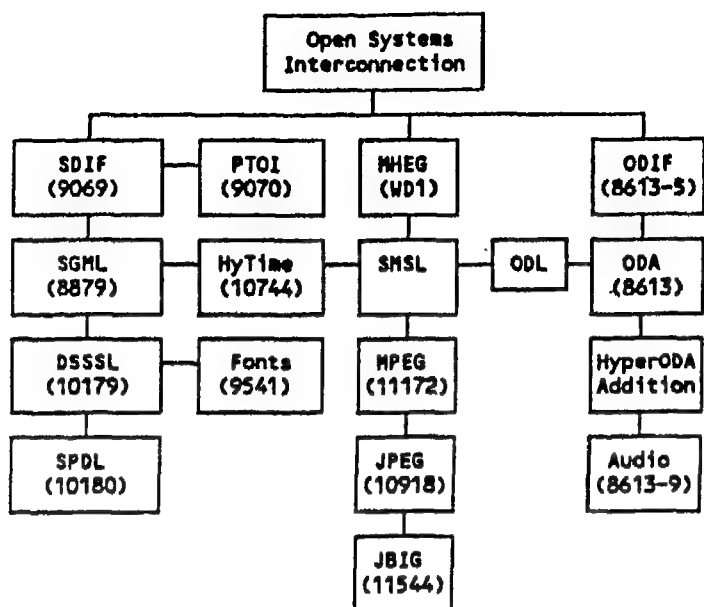 Open Systems
Interconnection
SDIF
(9069)
PTOI
(9070)
MHEG
(WD1)
ODIF
(8613-5)
SGML
(8879)
HyTime
(10744)
SMSL
ODL
ODA
(8613)
DSSSL
(10179)
Fonts
(9541)
MPEG
(11172)
HyperODA
Addition
SPDL
(10180)
JPEG
(10918)
Audio
(8613-9)
JBIG
(11544)